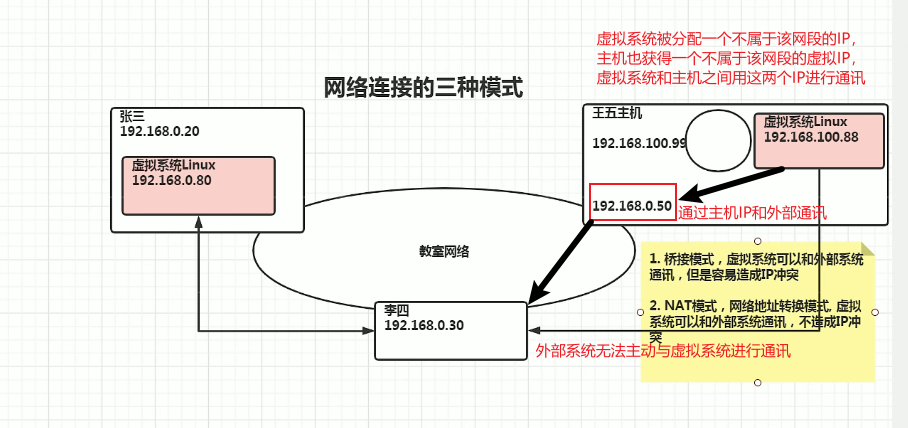 虚拟系统被分配一个不属于该网段的IP，
主机也获得一个不属于该网段的虚拟IP，
虚拟系统和主机之间用这两个IP进行通讯
网络连接的三种模式
张三
192.168.0.20
虚拟系统Linux
192.168.0.80
王五主机
192.168.100.99
虚拟系统Linux
192.168.100.88
192.168.0.50
通过主机IP和外部通讯
教室网络
李四
192.168.0.30
1. 桥接模式，虚拟系统可以和外部系统
通讯，但是容易造成IP冲突
2. NAT模式，网络地址转换模式, 虚拟
系统可以和外部系统通讯，不造成IP冲
突
外部系统无法主动与虚拟系统进行通讯